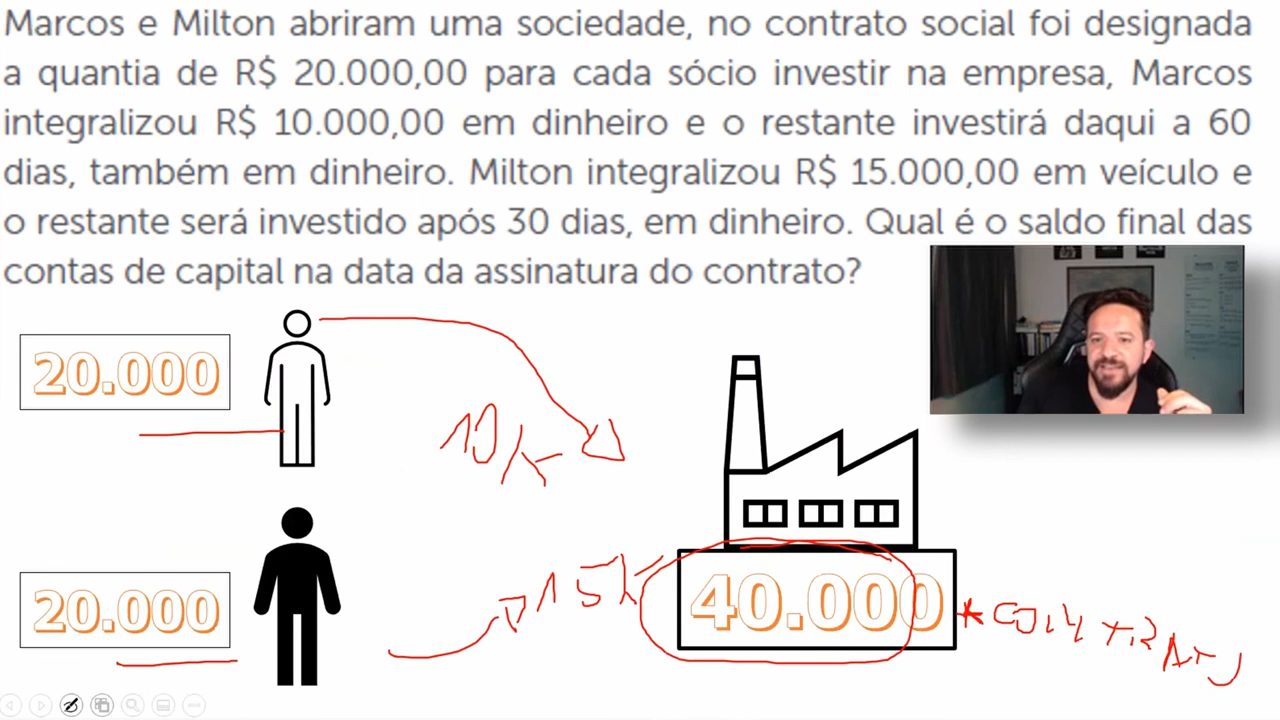 Marcos e Milton abriram uma sociedade, no contrato social foi designada
a quantia de R$ 20.000,00 para cada sócio investir na empresa, Marcos
integralizou R$ 10.000,00 em dinheiro e o restante investirá daqui a 60
dias, também em dinheiro. Milton integralizou R$ 15.000,00 em veículo e
o restante será investido após 30 dias, em dinheiro. Qual é o saldo final das
contas de capital na data da assinatura do contrato?
20.000
10k
20.000
15k
40.000